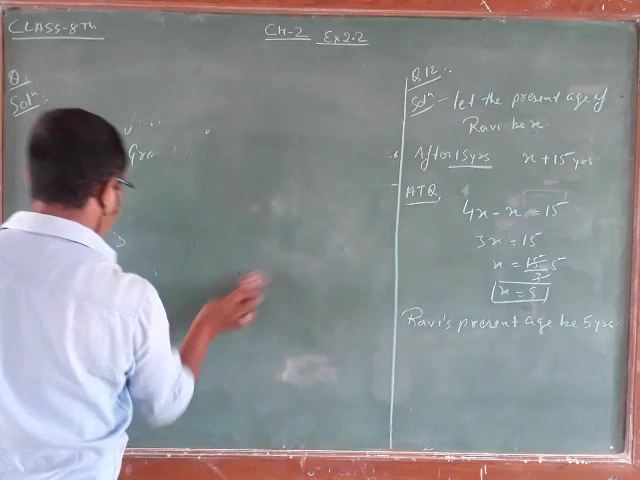 CLASS-8TH
CH-2 Ex 2.2
Q.
Solⁿ:
Q12:-
Solⁿ:- let the present age of
Ravi be x.
After 15 yrs x + 15 yrs.
ATQ,
4x - x = 15
3x = 15
x = 15/3 5
x = 5
Ravi's present age be 5 yrs.